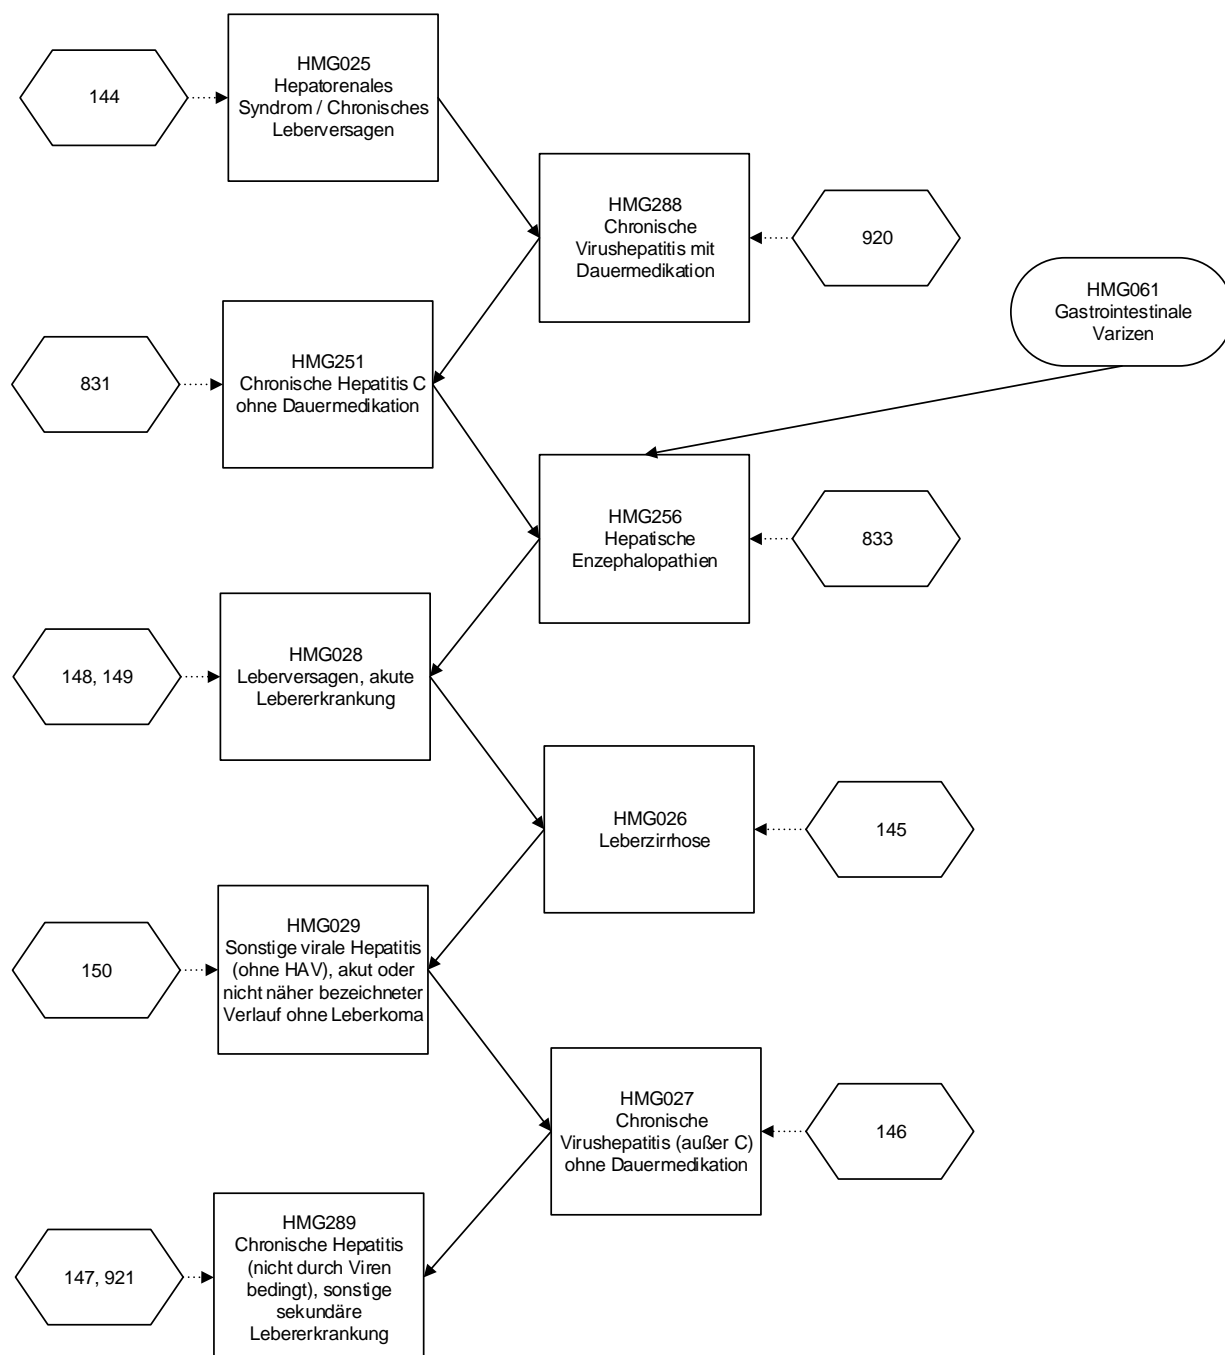 144
HMG025
Hepatorenales
Syndrom / Chronisches
Leberversagen
HMG288
Chronische
Virushepatitis mit
Dauermedikation
920
HMG061
Gastrointestinale
Varizen
831
HMG251
Chronische Hepatitis C
ohne Dauermedikation
HMG256
Hepatische
Enzephalopathien
833
148, 149
HMG028
Leberversagen, akute
Lebererkrankung
HMG026
Leberzirrhose
145
150
HMG029
Sonstige virale Hepatitis
(ohne HAV), akut oder
nicht näher bezeichneter
Verlauf ohne Leberkoma
HMG027
Chronische
Virushepatitis (außer C)
ohne Dauermedikation
146
147, 921
HMG289
Chronische Hepatitis
(nicht durch Viren
bedingt), sonstige
sekundäre
Lebererkrankung